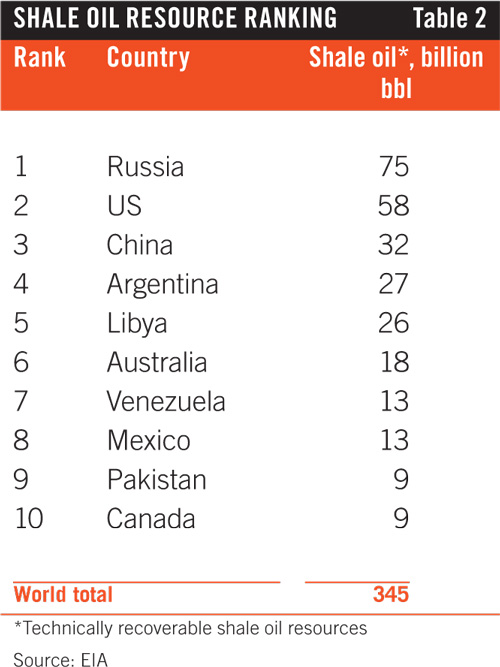 SHALE OIL RESOURCE RANKING Table 2
Rank Country Shale oil*, billion
bbl
1 Russia 75
2 US 58
3 China 32
4 Argentina 27
5 Libya 26
6 Australia 18
7 Venezuela 13
8 Mexico 13
9 Pakistan 9
10 Canada 9
World total 345
*Technically recoverable shale oil resources
Source: EIA